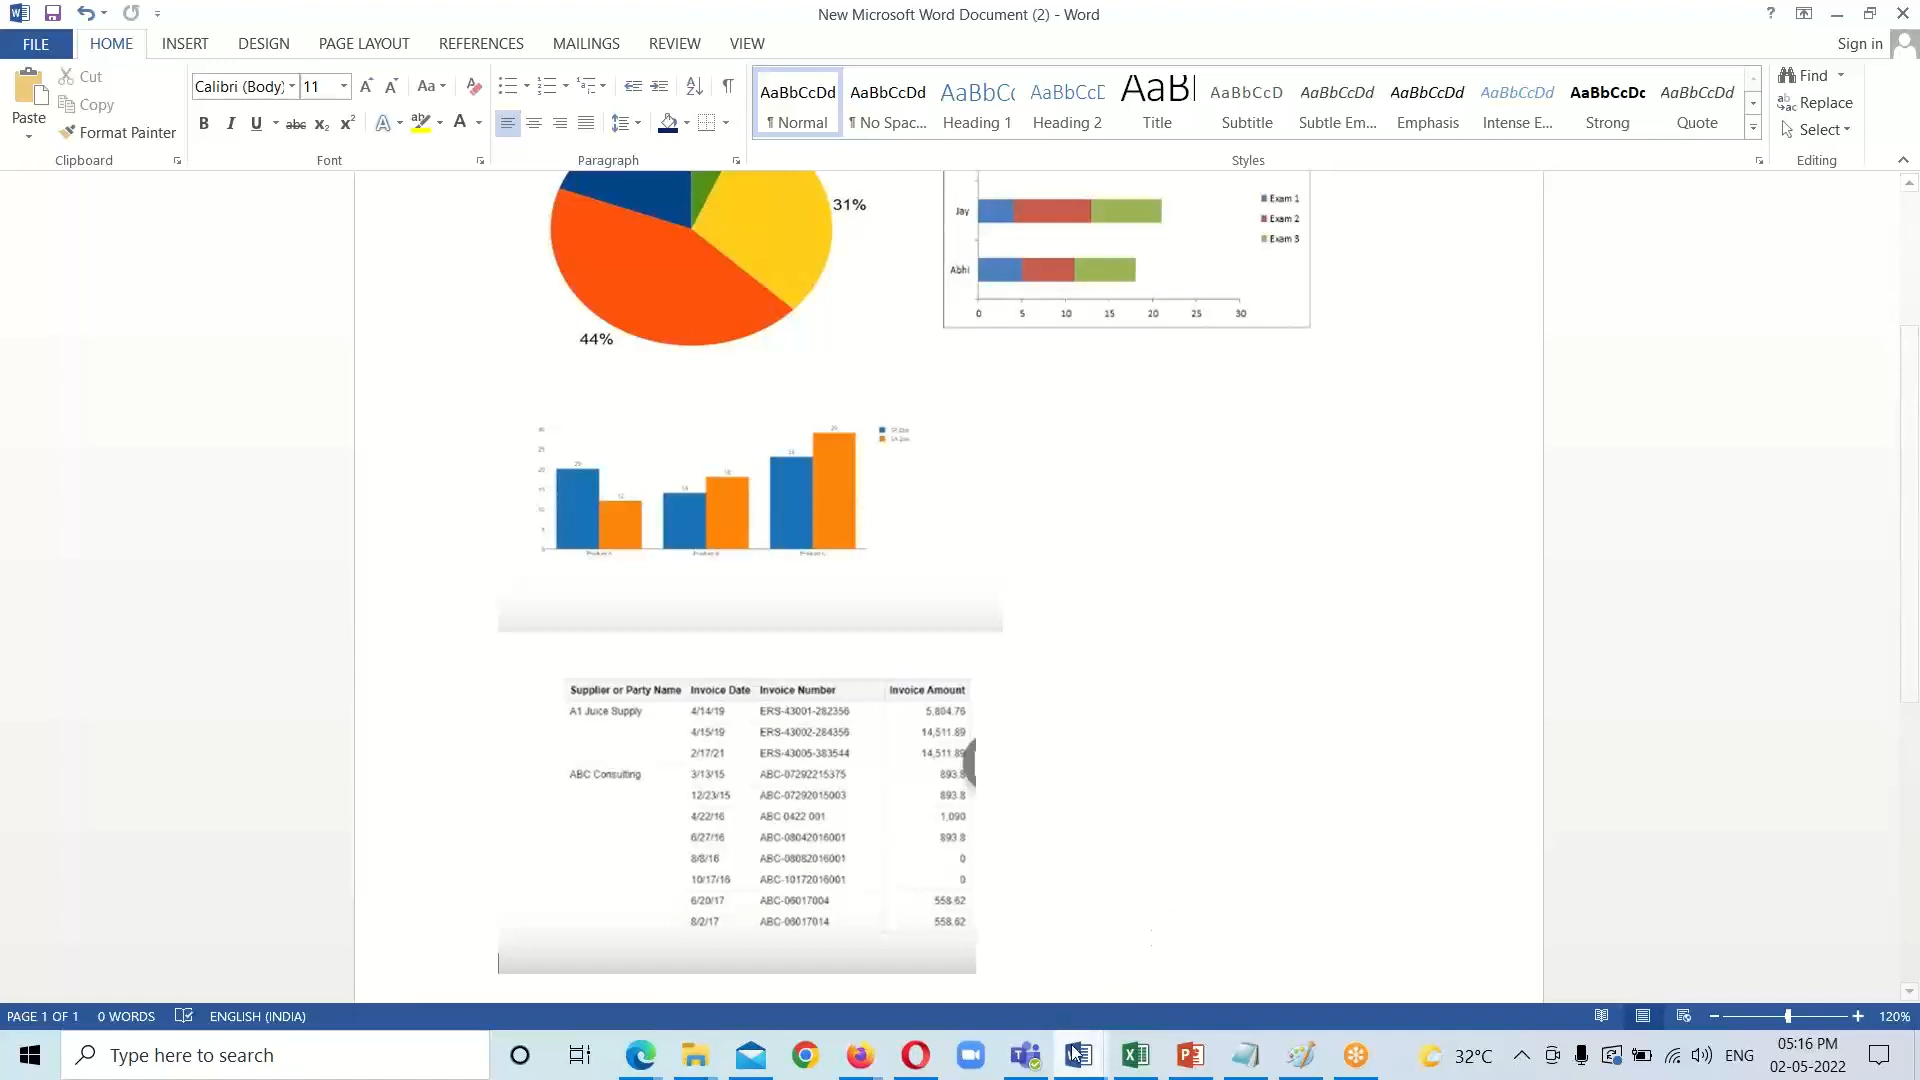 New Microsoft Word Document (2) - Word
FILE HOME INSERT DESIGN PAGE LAYOUT REFERENCES MAILINGS REVIEW VIEW Sign in
Paste Cut Copy Format Painter
Calibri (Body) 11
AaBbCcDd AaBbCcDd AaBbCc AaBbCcD AaBl AaBbCcD AaBbCcDd AaBbCcDd AaBbCcDd AaBbCcDc AaBbCcDd
¶ Normal ¶ No Spac... Heading 1 Heading 2 Title Subtitle Subtle Em... Emphasis Intense E... Strong Quote
Find
Replace
Select
Clipboard Font Paragraph Styles Editing
31%
44%
Jay
Abhi
0 5 10 15 20 25 30
Exam 1
Exam 2
Exam 3
Supplier or Party Name Invoice Date Invoice Number Invoice Amount
A1 Juice Supply 4/14/19 ERS-43001-282356 5,804.76
4/15/19 ERS-43002-284356 14,511.89
2/17/21 ERS-43005-383544 14,511.89
ABC Consulting 3/13/15 ABC-07292215375 893.8
12/23/15 ABC-07292015003 893.8
4/22/16 ABC 0422 001 1,090
6/27/16 ABC-08042016001 893.8
8/8/16 ABC-08082016001 0
10/17/16 ABC-10172016001 0
6/20/17 ABC-06017004 558.62
8/2/17 ABC-06017014 558.62
PAGE 1 OF 1 0 WORDS ENGLISH (INDIA) 120%
Type here to search
32°C ENG
05:16 PM
02-05-2022